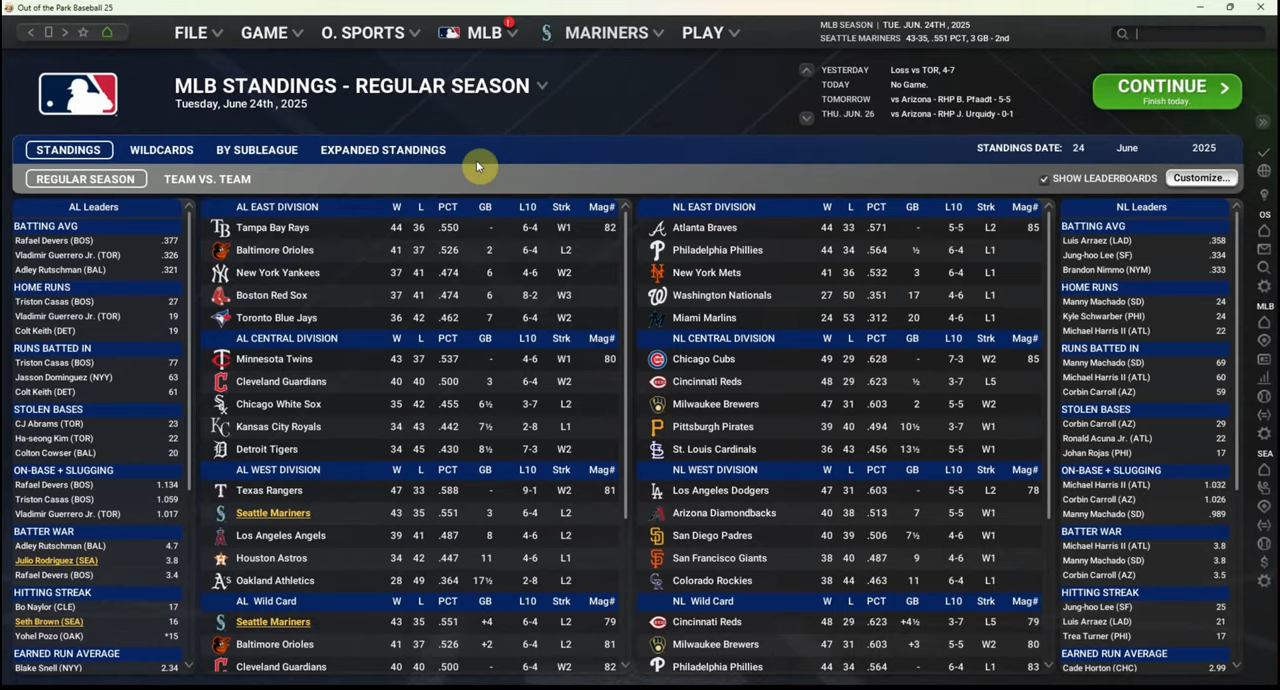 Out of the Park Baseball 25
FILE GAME O. SPORTS MLB MARINERS PLAY
MLB SEASON | TUE. JUN. 24TH , 2025
SEATTLE MARINERS 43-35, .551 PCT, 3 GB - 2nd
MLB STANDINGS - REGULAR SEASON
Tuesday, June 24th , 2025
YESTERDAY Loss vs TOR, 4-7
TODAY No Game.
TOMORROW vs Arizona - RHP B. Pfaadt - 5-5
THU. JUN. 26 vs Arizona - RHP J. Urquidy - 0-1
CONTINUE
Finish today.
STANDINGS WILDCARDS BY SUBLEAGUE EXPANDED STANDINGS
STANDINGS DATE: 24 June 2025
REGULAR SEASON TEAM VS. TEAM
SHOW LEADERBOARDS Customize...
AL Leaders
BATTING AVG
Rafael Devers (BOS) .377
Vladimir Guerrero Jr. (TOR) .326
Adley Rutschman (BAL) .321
HOME RUNS
Triston Casas (BOS) 27
Vladimir Guerrero Jr. (TOR) 19
Colt Keith (DET) 19
RUNS BATTED IN
Triston Casas (BOS) 77
Jasson Dominguez (NYY) 63
Colt Keith (DET) 61
STOLEN BASES
CJ Abrams (TOR) 23
Ha-seong Kim (TOR) 22
Colton Cowser (BAL) 20
ON-BASE + SLUGGING
Rafael Devers (BOS) 1.134
Triston Casas (BOS) 1.059
Vladimir Guerrero Jr. (TOR) 1.017
BATTER WAR
Adley Rutschman (BAL) 4.7
Julio Rodriguez (SEA) 3.8
Rafael Devers (BOS) 3.4
HITTING STREAK
Bo Naylor (CLE) 17
Seth Brown (SEA) 16
Yohel Pozo (OAK) *15
EARNED RUN AVERAGE
Blake Snell (NYY) 2.34
AL EAST DIVISION W L PCT GB L10 Strk Mag#
Tampa Bay Rays 44 36 .550 - 6-4 W1 82
Baltimore Orioles 41 37 .526 2 6-4 L2
New York Yankees 37 41 .474 6 4-6 W2
Boston Red Sox 37 41 .474 6 8-2 W3
Toronto Blue Jays 36 42 .462 7 6-4 W2
AL CENTRAL DIVISION W L PCT GB L10 Strk Mag#
Minnesota Twins 43 37 .537 - 4-6 W1 80
Cleveland Guardians 40 40 .500 3 6-4 W2
Chicago White Sox 35 42 .455 6½ 3-7 L2
Kansas City Royals 34 43 .442 7½ 2-8 L1
Detroit Tigers 34 45 .430 8½ 7-3 W2
AL WEST DIVISION W L PCT GB L10 Strk Mag#
Texas Rangers 47 33 .588 - 9-1 W2 81
Seattle Mariners 43 35 .551 3 6-4 L2
Los Angeles Angels 39 41 .487 8 4-6 L2
Houston Astros 34 42 .447 11 4-6 L1
Oakland Athletics 28 49 .364 17½ 2-8 L2
AL Wild Card W L PCT GB L10 Strk Mag#
Seattle Mariners 43 35 .551 +4 6-4 L2 79
Baltimore Orioles 41 37 .526 +2 6-4 L2 81
Cleveland Guardians 40 40 .500 - 6-4 W2 82
NL EAST DIVISION W L PCT GB L10 Strk Mag#
Atlanta Braves 44 33 .571 - 5-5 L2 85
Philadelphia Phillies 44 34 .564 ½ 6-4 L1
New York Mets 41 36 .532 3 6-4 L1
Washington Nationals 27 50 .351 17 4-6 L1
Miami Marlins 24 53 .312 20 4-6 L1
NL CENTRAL DIVISION W L PCT GB L10 Strk Mag#
Chicago Cubs 49 29 .628 - 7-3 W2 85
Cincinnati Reds 48 29 .623 ½ 3-7 L5
Milwaukee Brewers 47 31 .603 2 5-5 W2
Pittsburgh Pirates 39 40 .494 10½ 3-7 W1
St. Louis Cardinals 36 43 .456 13½ 5-5 W1
NL WEST DIVISION W L PCT GB L10 Strk Mag#
Los Angeles Dodgers 47 31 .603 - 5-5 L2 78
Arizona Diamondbacks 40 38 .513 7 5-5 W1
San Diego Padres 40 39 .506 7½ 6-4 W1
San Francisco Giants 38 40 .487 9 4-6 W1
Colorado Rockies 38 44 .463 11 6-4 L1
NL Wild Card W L PCT GB L10 Strk Mag#
Cincinnati Reds 48 29 .623 +4½ 3-7 L5 79
Milwaukee Brewers 47 31 .603 +3 5-5 W2 80
Philadelphia Phillies 44 34 .564 - 6-4 L1 83
NL Leaders
BATTING AVG
Luis Arraez (LAD) .358
Jung-hoo Lee (SF) .334
Brandon Nimmo (NYM) .333
HOME RUNS
Manny Machado (SD) 24
Kyle Schwarber (PHI) 24
Michael Harris II (ATL) 22
RUNS BATTED IN
Manny Machado (SD) 69
Michael Harris II (ATL) 60
Corbin Carroll (AZ) 59
STOLEN BASES
Corbin Carroll (AZ) 29
Ronald Acuna Jr. (ATL) 22
Johan Rojas (PHI) 17
ON-BASE + SLUGGING
Michael Harris II (ATL) 1.032
Corbin Carroll (AZ) 1.026
Manny Machado (SD) .989
BATTER WAR
Michael Harris II (ATL) 3.8
Manny Machado (SD) 3.8
Corbin Carroll (AZ) 3.5
HITTING STREAK
Jung-hoo Lee (SF) 25
Luis Arraez (LAD) 21
Trea Turner (PHI) 17
EARNED RUN AVERAGE
Cade Horton (CHC) 2.99
OS
MLB
SEA